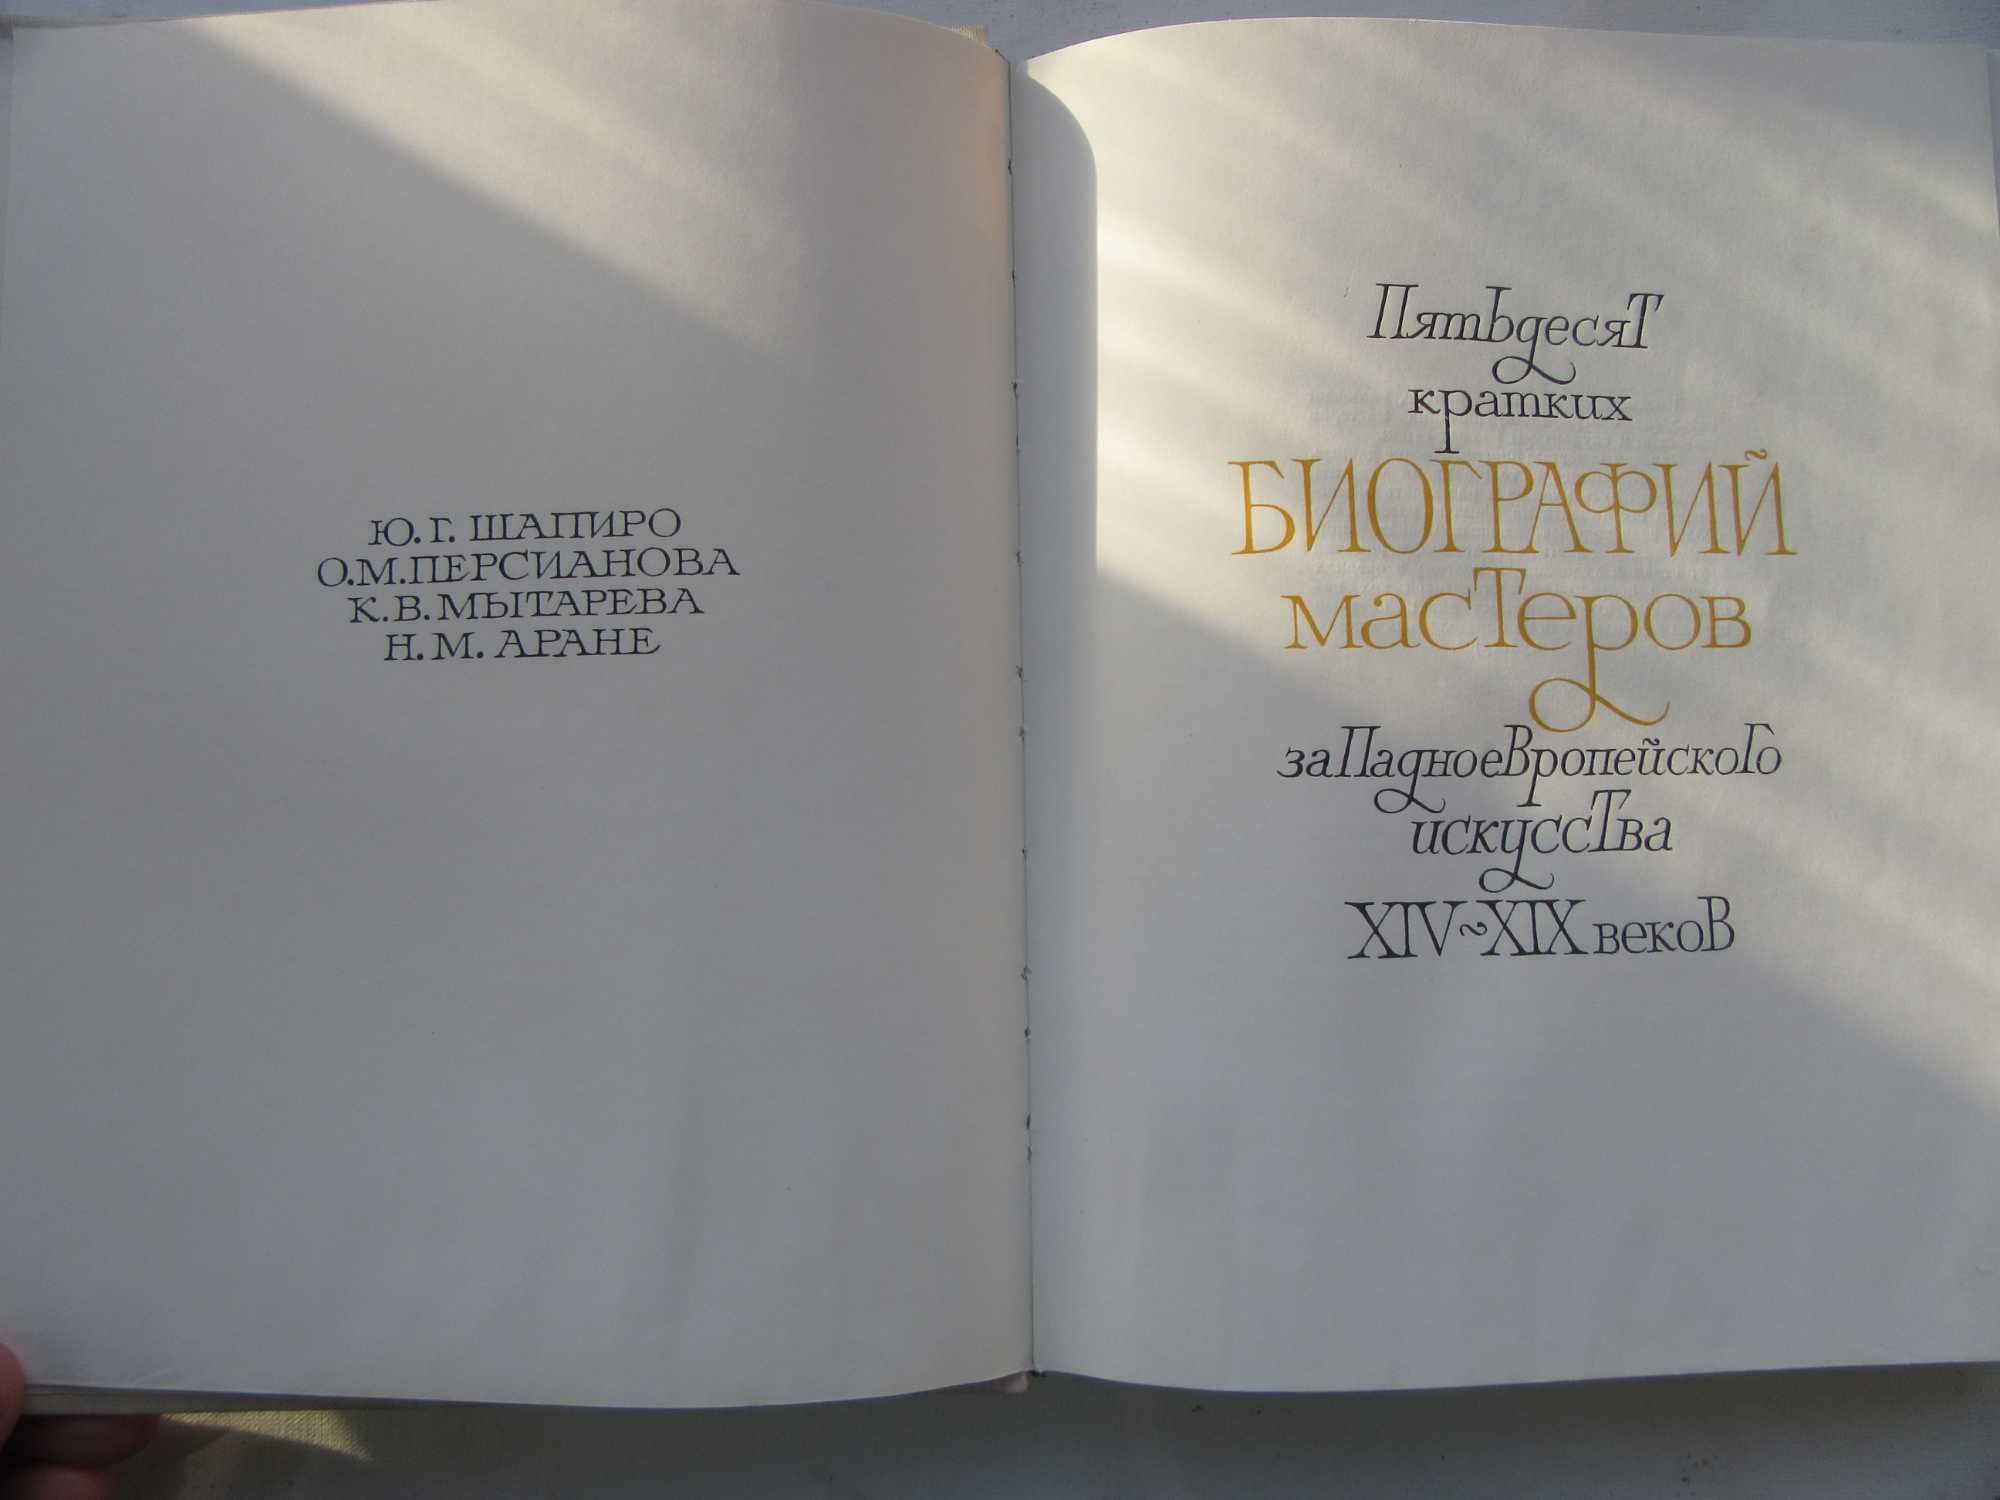 Ю. Г. ШАПИРО
О. М. ПЕРСИАНОВА
К. В. МЫТАРЕВА
Н. М. АРАНЕ
Пятьдесят
кратких
БИОГРАФИЙ
мастеров
западноевропейского
искусства
XIV~XIX веков